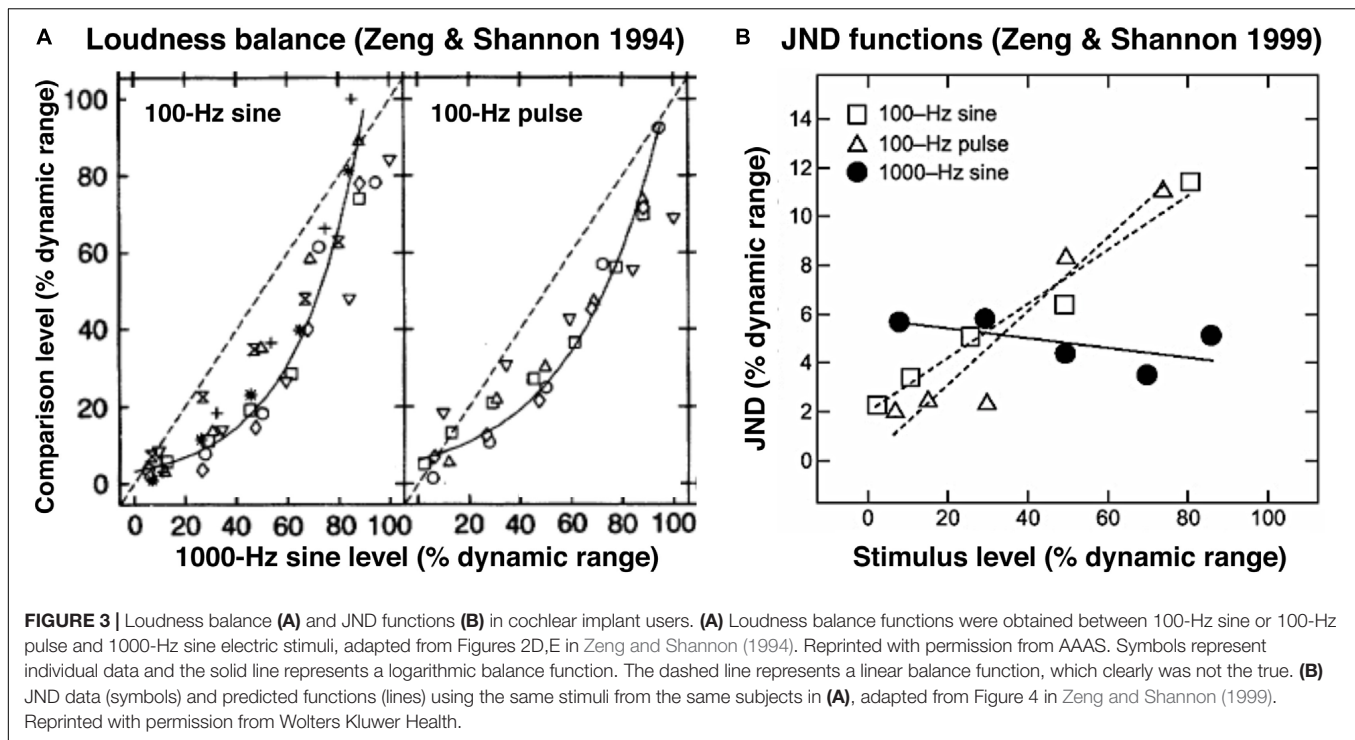 A Loudness balance (Zeng & Shannon 1994)
100-Hz sine
100-Hz pulse
Comparison level (% dynamic range)
100
80
60
40
20
0
0 20 40 60 80 100
0 20 40 60 80 100
1000-Hz sine level (% dynamic range)
B JND functions (Zeng & Shannon 1999)
100–Hz sine
100–Hz pulse
1000–Hz sine
JND (% dynamic range)
14
12
10
8
6
4
2
0
0 20 40 60 80 100
Stimulus level (% dynamic range)
FIGURE 3 | Loudness balance (A) and JND functions (B) in cochlear implant users. (A) Loudness balance functions were obtained between 100-Hz sine or 100-Hz
pulse and 1000-Hz sine electric stimuli, adapted from Figures 2D,E in Zeng and Shannon (1994). Reprinted with permission from AAAS. Symbols represent
individual data and the solid line represents a logarithmic balance function. The dashed line represents a linear balance function, which clearly was not the true. (B)
JND data (symbols) and predicted functions (lines) using the same stimuli from the same subjects in (A), adapted from Figure 4 in Zeng and Shannon (1999).
Reprinted with permission from Wolters Kluwer Health.